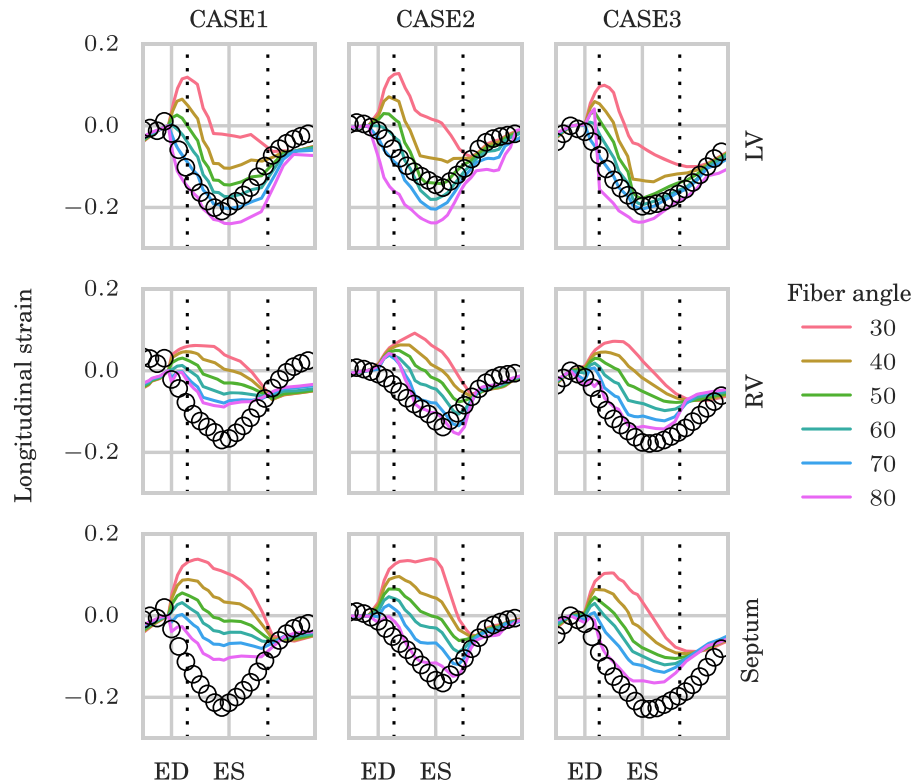 CASE1 CASE2 CASE3
0.2
0.0
−0.2
LV
0.2
0.0
−0.2
RV
0.2
0.0
−0.2
Septum
Longitudinal strain
ED ES ED ES ED ES
Fiber angle
30
40
50
60
70
80